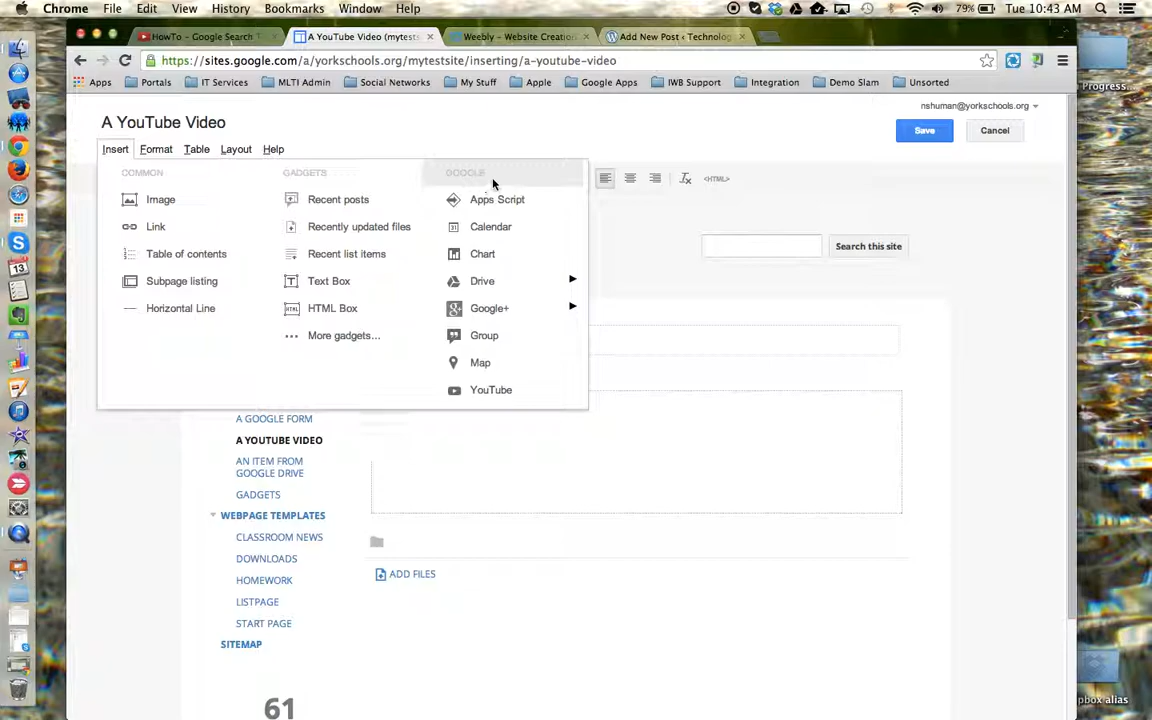 Chrome File Edit View History Bookmarks Window Help 79% Tue 10:43 AM
HowTo - Google Search A YouTube Video (mytests Weebly - Website Creation Add New Post ‹ Technolog
https://sites.google.com/a/yorkschools.org/mytestsite/inserting/a-youtube-video
Apps Portals IT Services MLTI Admin Social Networks My Stuff Apple Google Apps IWB Support Integration Demo Slam Unsorted
Progress...
nshuman@yorkschools.org
A YouTube Video
Save Cancel
Insert Format Table Layout Help
COMMON GADGETS GOOGLE
<HTML>
Image Recent posts Apps Script
Link Recently updated files Calendar
Search this site
Table of contents Recent list items Chart
Subpage listing Text Box Drive
Horizontal Line HTML Box Google+
More gadgets... Group
Map
YouTube
A GOOGLE FORM
A YOUTUBE VIDEO
AN ITEM FROM
GOOGLE DRIVE
GADGETS
WEBPAGE TEMPLATES
CLASSROOM NEWS
DOWNLOADS
ADD FILES
HOMEWORK
LISTPAGE
START PAGE
SITEMAP
61
pbox alias